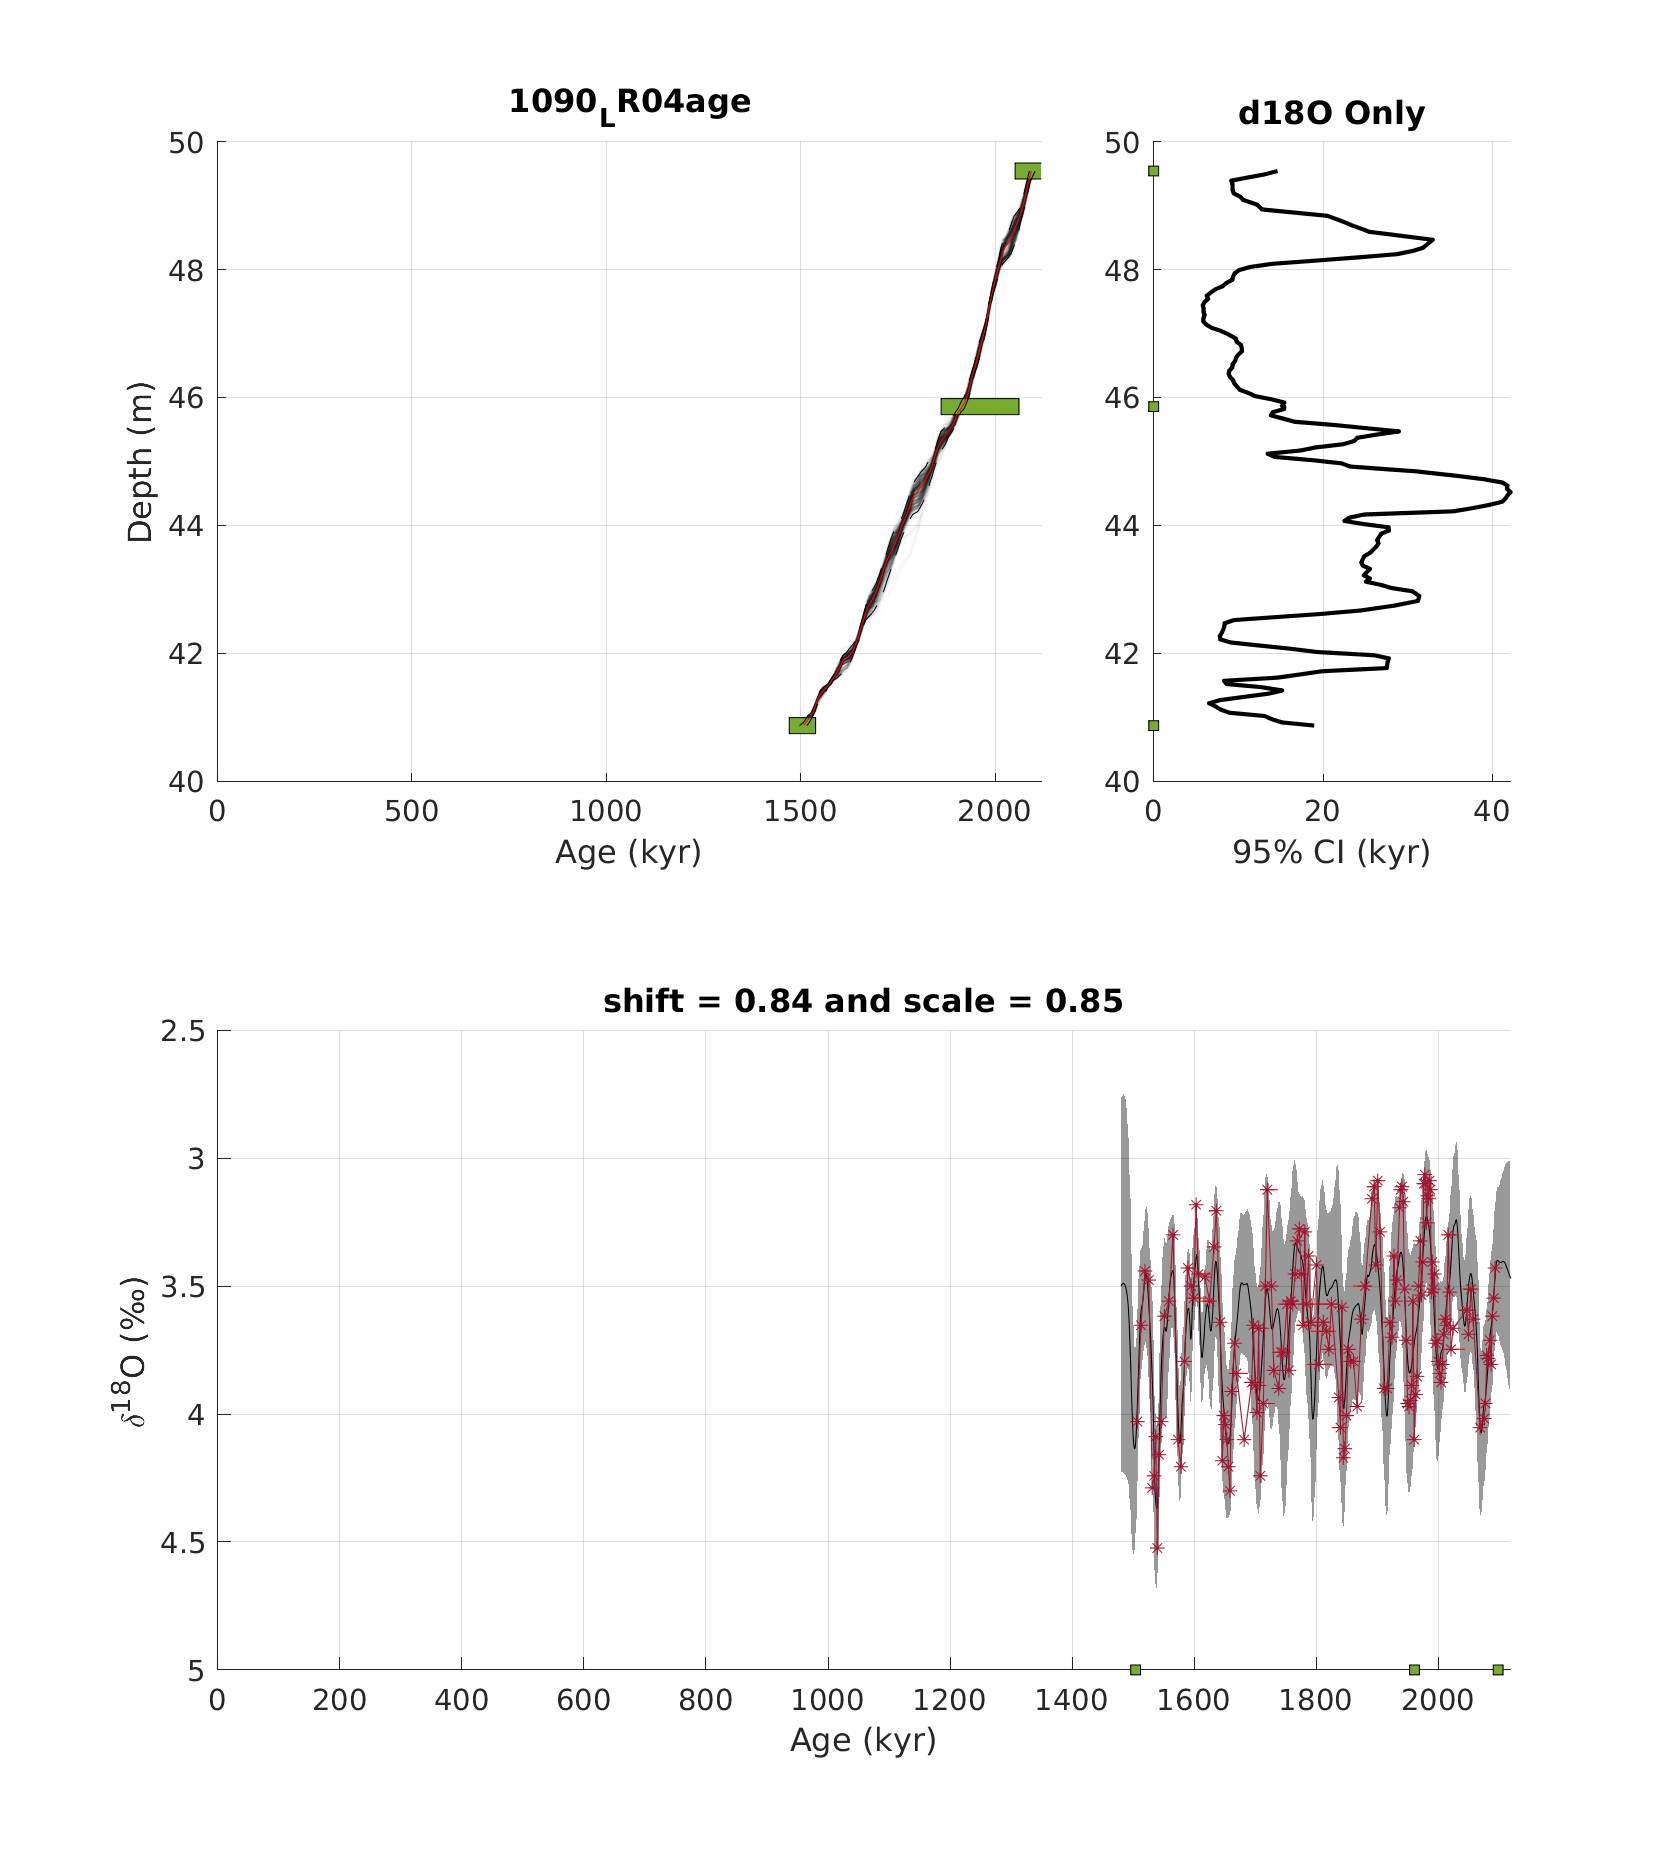 1090LR04age
d18O Only
50
48
46
44
42
40
Depth (m)
0 500 1000 1500 2000
Age (kyr)
50
48
46
44
42
40
0 20 40
95% CI (kyr)
shift = 0.84 and scale = 0.85
2.5
3
3.5
4
4.5
5
δ18O (‰)
0 200 400 600 800 1000 1200 1400 1600 1800 2000
Age (kyr)